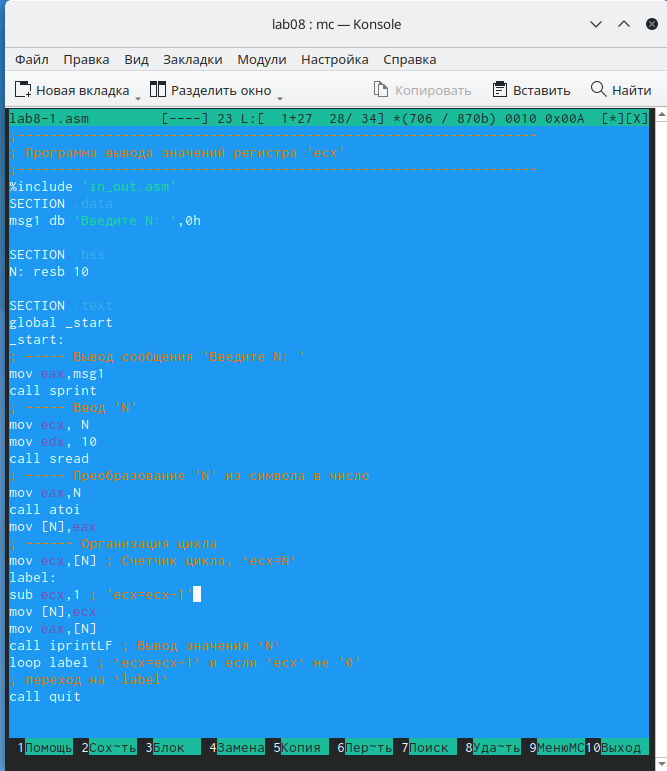 lab08 : mc — Konsole
Файл Правка Вид Закладки Модули Настройка Справка
Новая вкладка Разделить окно Копировать Вставить Найти
lab8-1.asm [----] 23 L:[ 1+27 28/ 34] *(706 / 870b) 0010 0x00A [*][X]
;-----------------------------------------------------------------
; Программа вывода значений регистра 'ecx'
;-----------------------------------------------------------------
%include 'in_out.asm'
SECTION .data
msg1 db 'Введите N: ',0h
SECTION .bss
N: resb 10
SECTION .text
global _start
_start:
; ----- Вывод сообщения 'Введите N: '
mov eax,msg1
call sprint
; ----- Ввод 'N'
mov ecx, N
mov edx, 10
call sread
; ----- Преобразование 'N' из символа в число
mov eax,N
call atoi
mov [N],eax
; ------ Организация цикла
mov ecx,[N] ; Счетчик цикла, `ecx=N`
label:
sub ecx,1 ; 'ecx=ecx-1'
mov [N],ecx
mov eax,[N]
call iprintLF ; Вывод значения `N`
loop label ; `ecx=ecx-1` и если `ecx` не '0'
; переход на `label`
call quit
1Помощь 2Сох~ть 3Блок 4Замена 5Копия 6Пер~ть 7Поиск 8Уда~ть 9МенюMC 10Выход